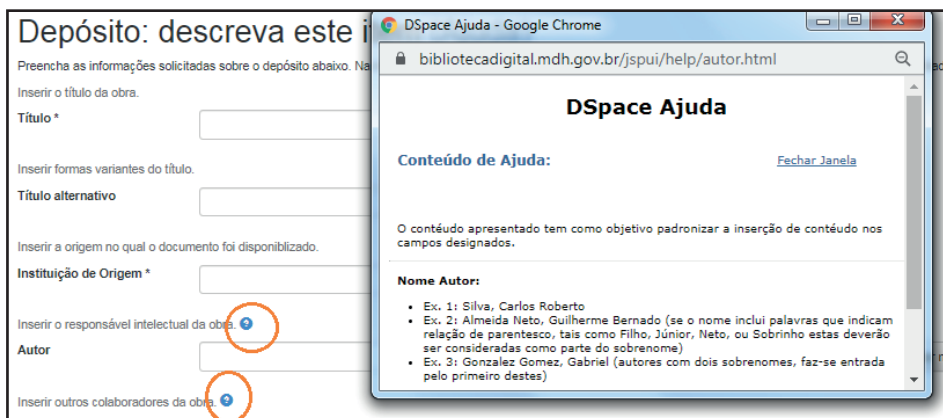 Depósito: descreva este i
Preencha as informações solicitadas sobre o depósito abaixo. Na
Inserir o título da obra.
Título *
Inserir formas variantes do título.
Título alternativo
Inserir a origem no qual o documento foi disponiblizado.
Instituição de Origem *
Inserir o responsável intelectual da obra.
Autor
Inserir outros colaboradores da obra.
DSpace Ajuda - Google Chrome
bibliotecadigital.mdh.gov.br/jspui/help/autor.html
DSpace Ajuda
Conteúdo de Ajuda:
Fechar Janela
O contéudo apresentado tem como objetivo padronizar a inserção de contéudo nos
campos designados.
Nome Autor:
• Ex. 1: Silva, Carlos Roberto
• Ex. 2: Almeida Neto, Guilherme Bernado (se o nome inclui palavras que indicam
relação de parentesco, tais como Filho, Júnior, Neto, ou Sobrinho estas deverão
ser consideradas como parte do sobrenome)
• Ex. 3: Gonzalez Gomez, Gabriel (autores com dois sobrenomes, faz-se entrada
pelo primeiro destes)